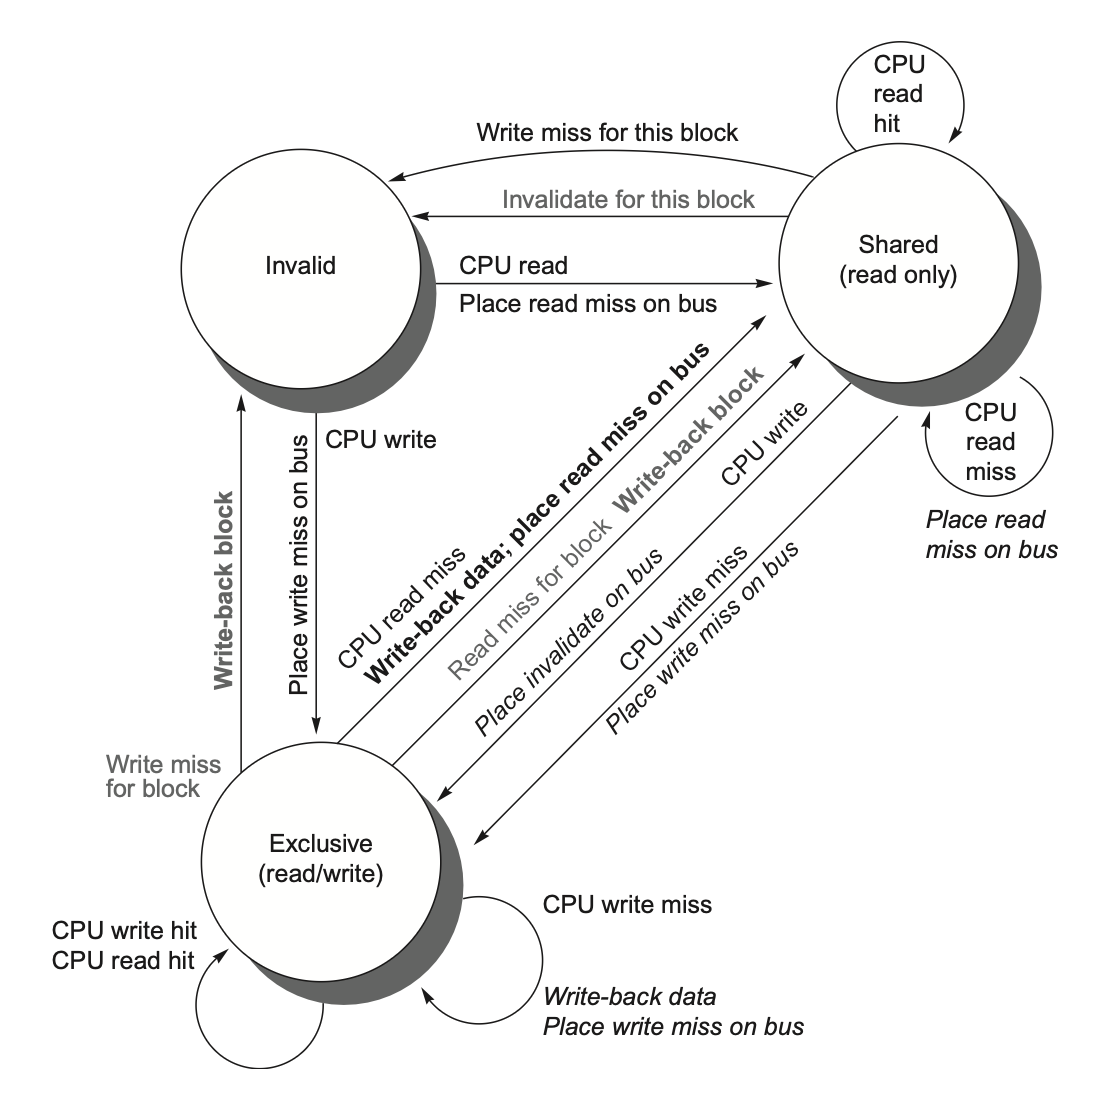 CPU
read
hit
Write miss for this block
Invalidate for this block
Invalid
Shared
(read only)
CPU read
Place read miss on bus
CPU write
Place write miss on bus
Write-back block
Write miss
for block
CPU read miss
Write-back data; place read miss on bus
Read miss for block Write-back block
CPU write
Place invalidate on bus
CPU write miss
Place write miss on bus
CPU
read
miss
Place read
miss on bus
Exclusive
(read/write)
CPU write hit
CPU read hit
CPU write miss
Write-back data
Place write miss on bus